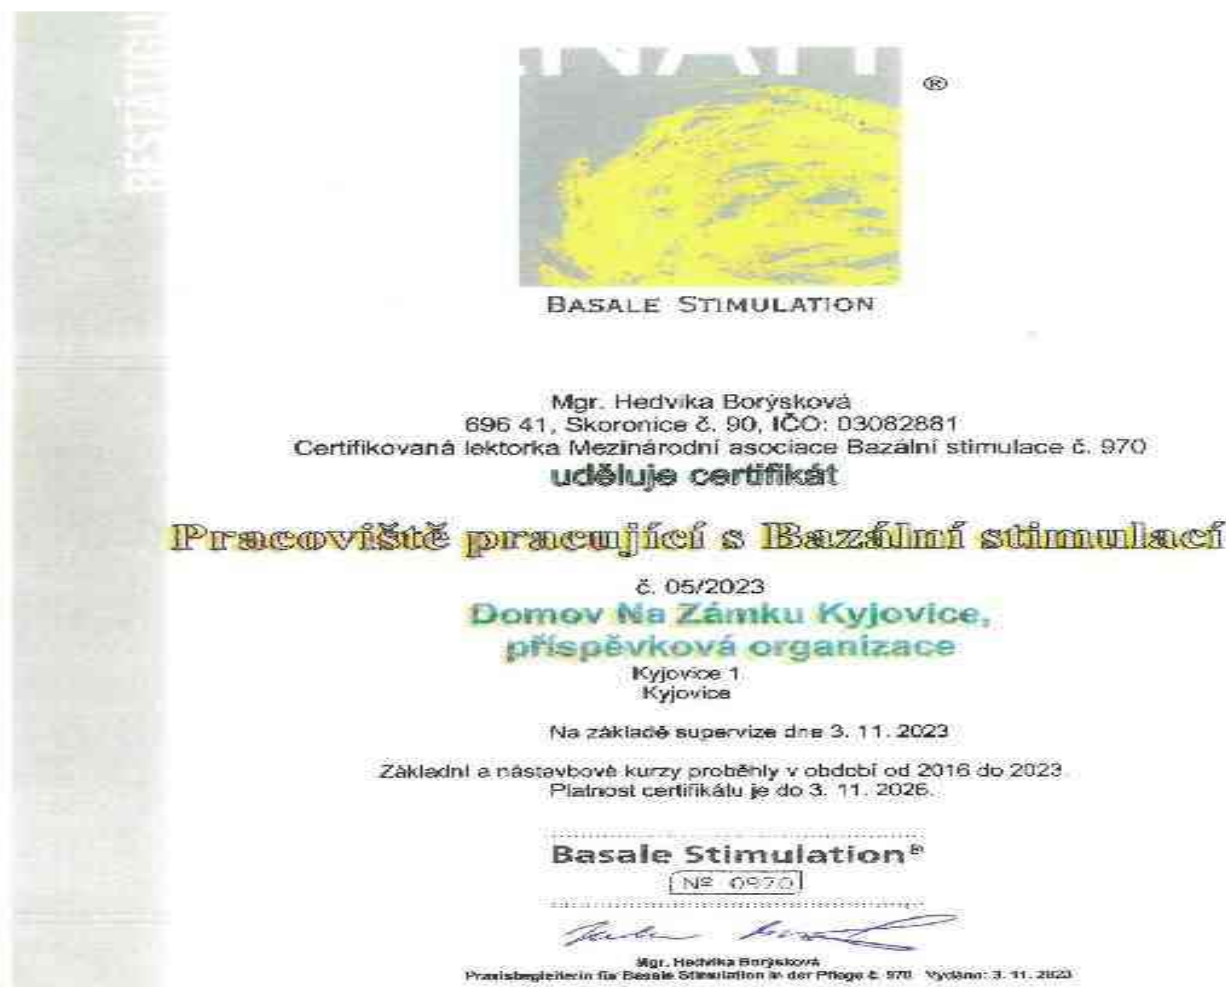 BESTÄTIGU
®
BASALE STIMULATION
Mgr. Hedvika Borýsková
696 41, Skoronice č. 90, IČO: 03082881
Certifikovaná lektorka Mezinárodní asociace Bazální stimulace č. 970
uděluje certifikát
Pracoviště pracující s Bazální stimulací
č. 05/2023
Domov Na Zámku Kyjovice,
příspěvková organizace
Kyjovice 1
Kyjovice
Na základě supervize dne 3. 11. 2023
Základní a nástavbové kurzy proběhly v období od 2016 do 2023.
Platnost certifikátu je do 3. 11. 2026.
Basale Stimulation®
Nº 0970
Mgr. Hedvika Borýsková
Praxisbegleiterin für Basale Stimulation in der Pflege č. 970 Vydáno: 3. 11. 2023